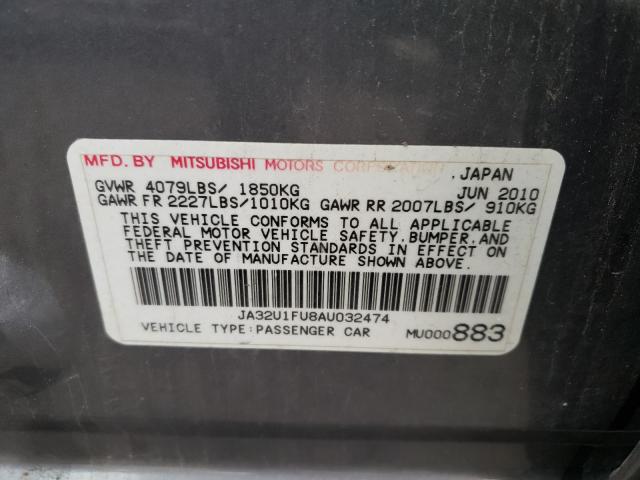 MFD. BY MITSUBISHI MOTORS CORPORATION, JAPAN
GVWR 4079LBS/ 1850KG JUN 2010
GAWR FR 2227LBS/1010KG GAWR RR 2007LBS/ 910KG
THIS VEHICLE CONFORMS TO ALL APPLICABLE
FEDERAL MOTOR VEHICLE SAFETY, BUMPER, AND
THEFT PREVENTION STANDARDS IN EFFECT ON
THE DATE OF MANUFACTURE SHOWN ABOVE.
JA32U1FU8AU032474
VEHICLE TYPE:PASSENGER CAR MU000883